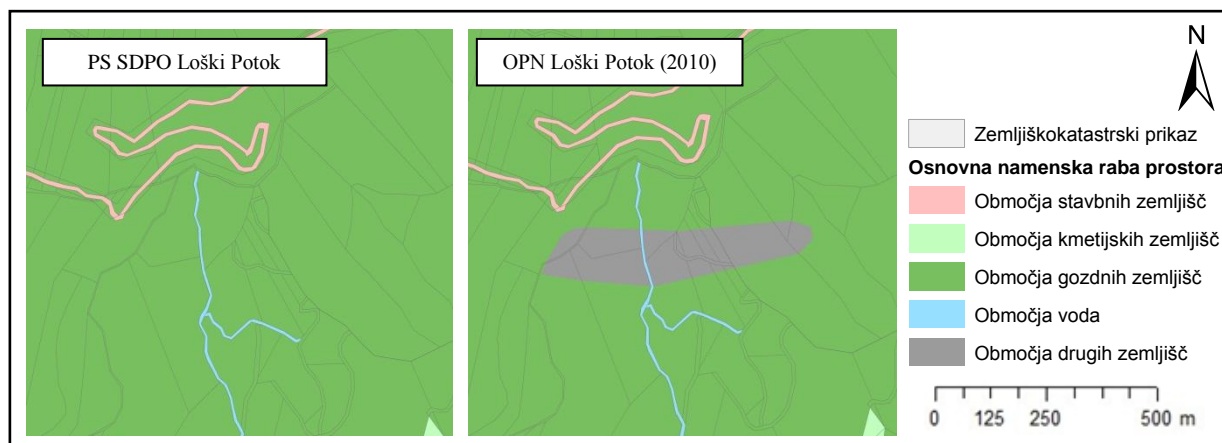 PS SDPO Loški Potok
OPN Loški Potok (2010)
N
Zemljiškokatastrski prikaz
Osnovna namenska raba prostora
Območja stavbnih zemljišč
Območja kmetijskih zemljišč
Območja gozdnih zemljišč
Območja voda
Območja drugih zemljišč
0 125 250 500 m